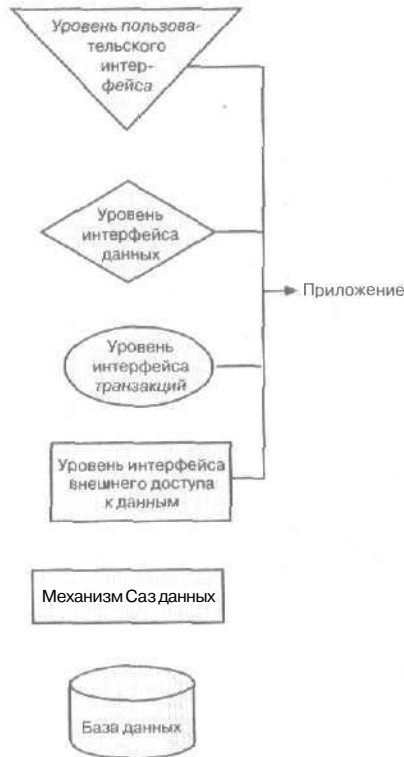 Уровень пользова-
тельского
интер-
фейса
Уровень
интерфейса
данных
Приложение
Уровень
интерфейса
транзакций
Уровень интерфейса
внешнего доступа
к данным
Механизм Саз данных
База данных